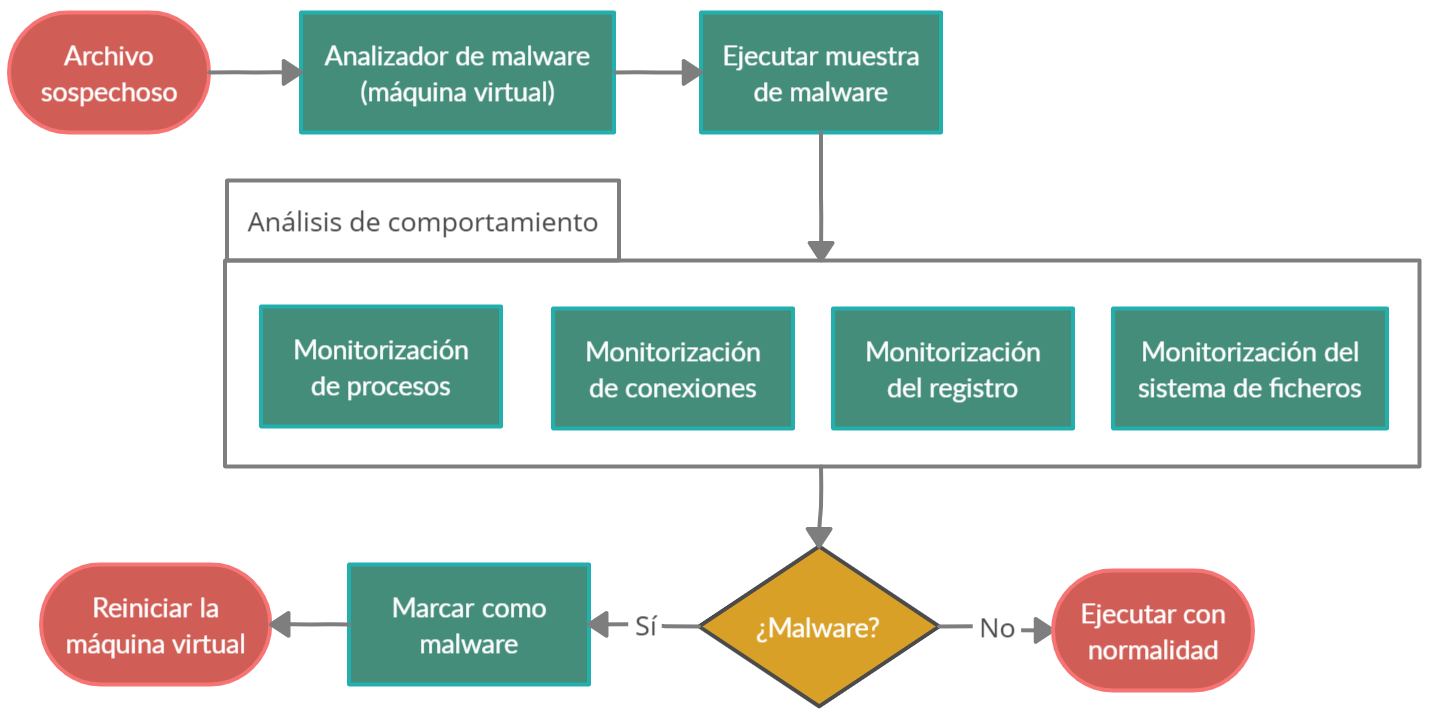 Archivo
sospechoso
Analizador de malware
(máquina virtual)
Ejecutar muestra
de malware
Análisis de comportamiento
Monitorización
de procesos
Monitorización
de conexiones
Monitorización
del registro
Monitorización del
sistema de ficheros
Reiniciar la
máquina virtual
Marcar como
malware
Sí
¿Malware?
No
Ejecutar con
normalidad